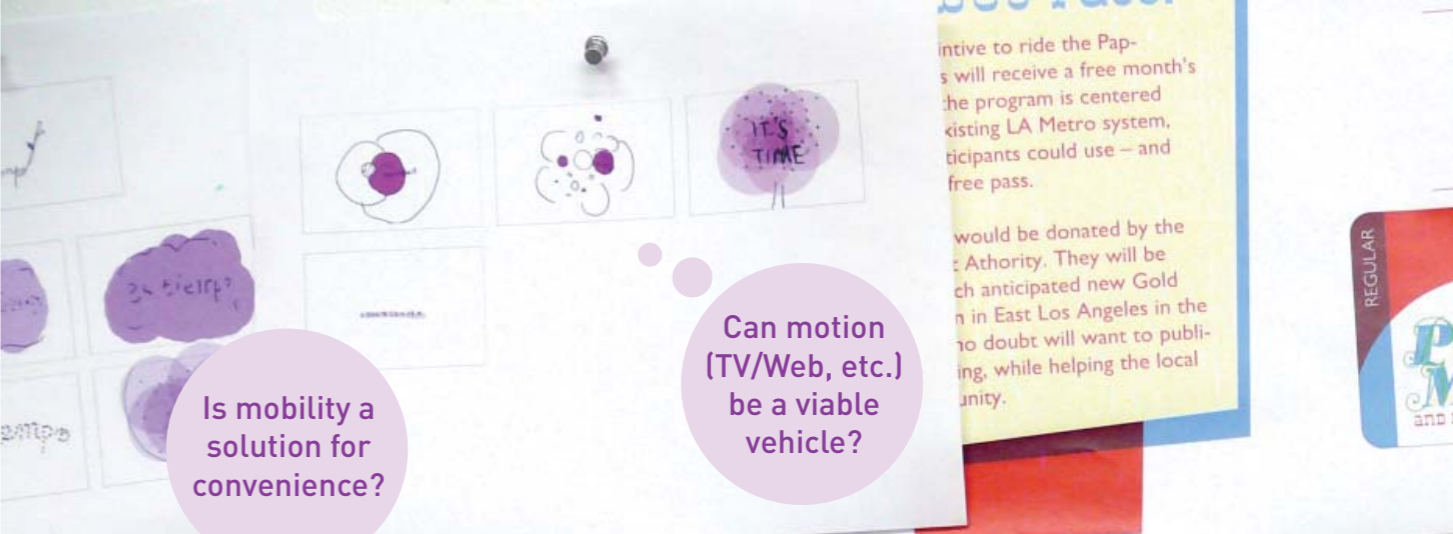 IT'S
TIME
Is mobility a
solution for
convenience?
Can motion
(TV/Web, etc.)
be a viable
vehicle?
intive to ride the Pap-
s will receive a free month's
he program is centered
xisting LA Metro system,
ticipants could use – and
free pass.
would be donated by the
t Athority. They will be
ch anticipated new Gold
n in East Los Angeles in the
no doubt will want to publi-
ing, while helping the local
unity.
REGULAR